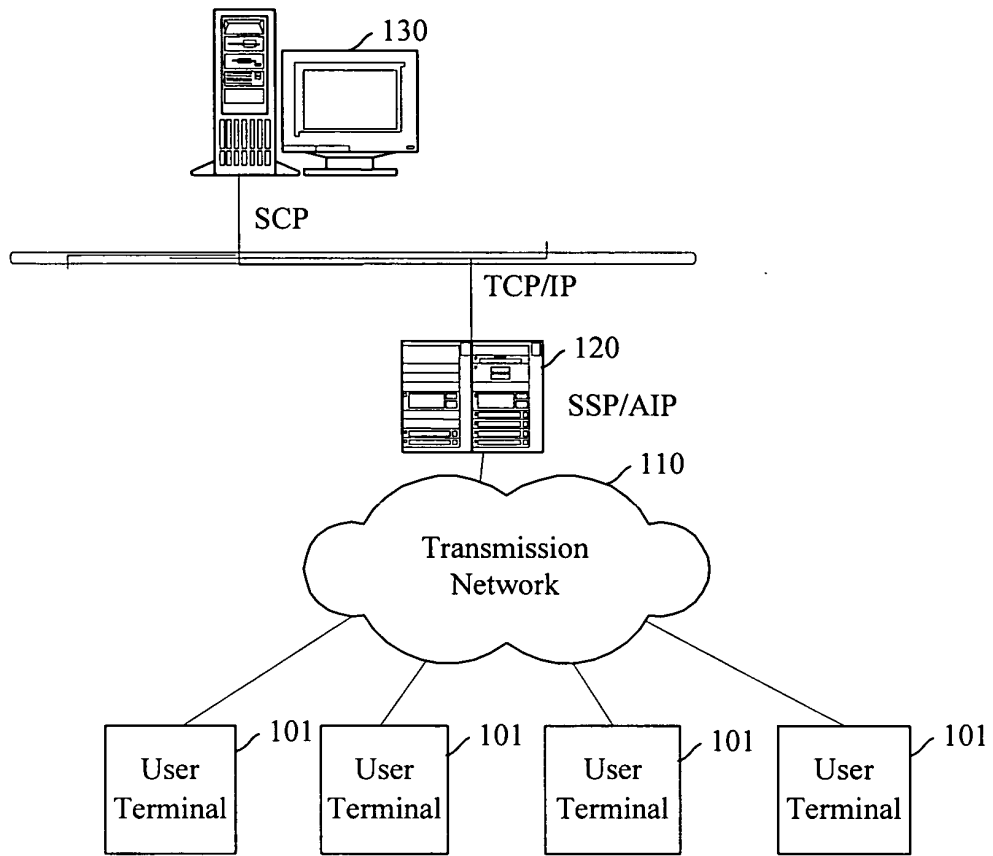 130
SCP
TCP/IP
120
SSP/AIP
110
Transmission
Network
101
101
101
101
User
Terminal
User
Terminal
User
Terminal
User
Terminal